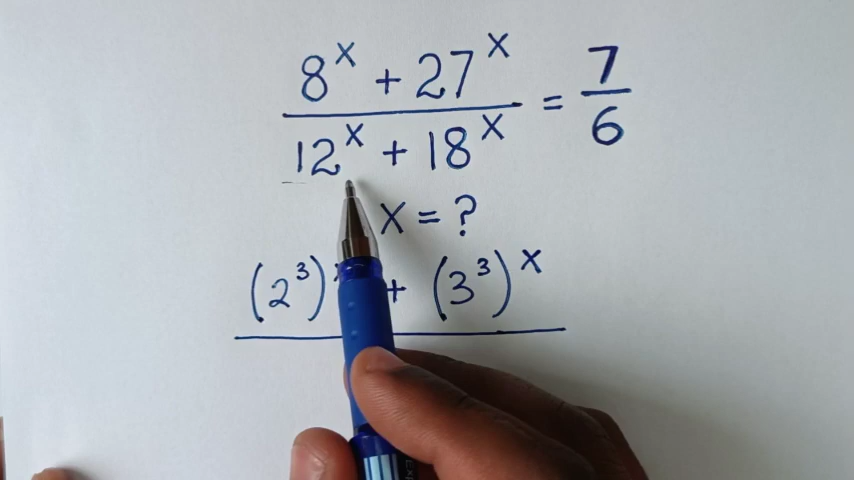 8^x + 27^x
12^x + 18^x
= 7/6
x = ?
(2^3) + (3^3)^x